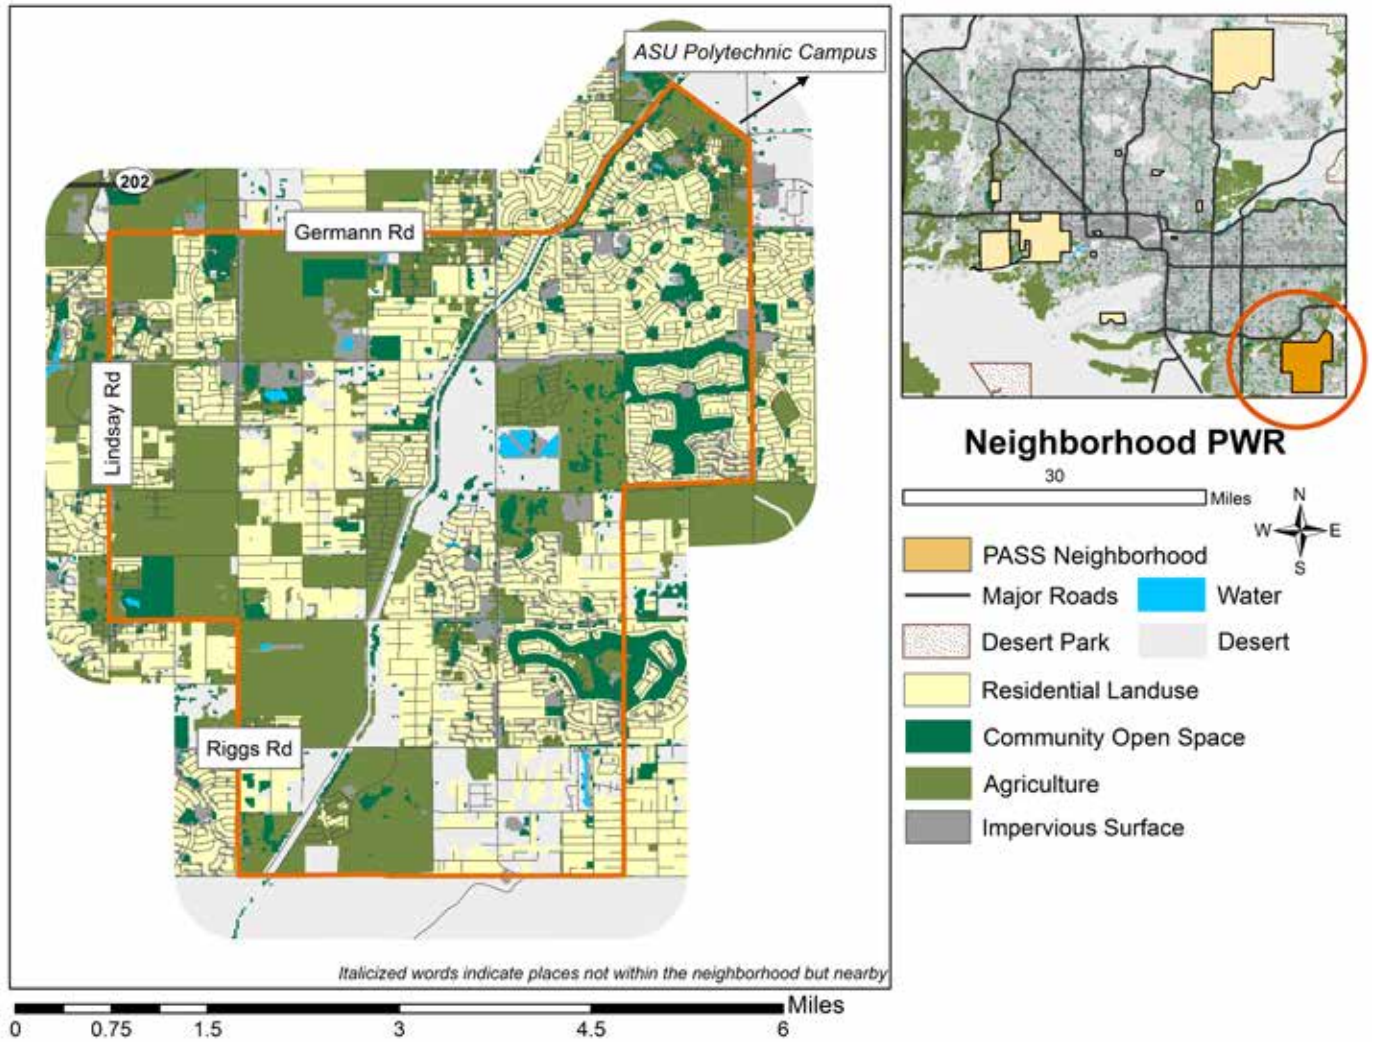 ASU Polytechnic Campus
202
Germann Rd
Lindsay Rd
Riggs Rd
Italicized words indicate places not within the neighborhood but nearby
Miles
0 0.75 1.5 3 4.5 6
Neighborhood PWR
30
Miles
N
W E
S
PASS Neighborhood
Major Roads Water
Desert Park Desert
Residential Landuse
Community Open Space
Agriculture
Impervious Surface